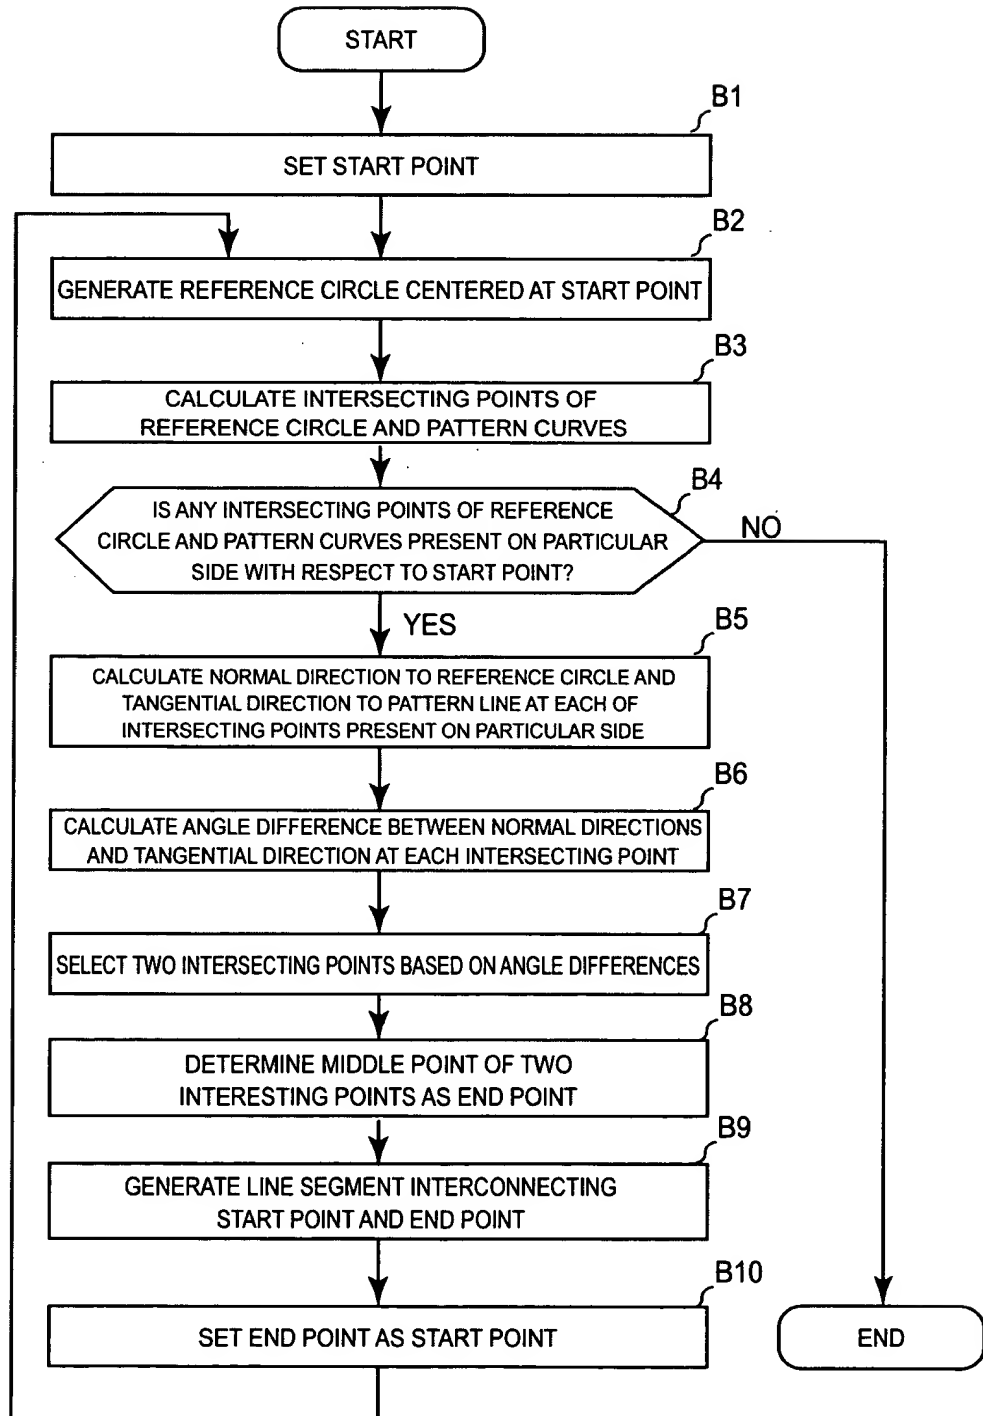 START
B1
SET START POINT
B2
GENERATE REFERENCE CIRCLE CENTERED AT START POINT
B3
CALCULATE INTERSECTING POINTS OF
REFERENCE CIRCLE AND PATTERN CURVES
B4
IS ANY INTERSECTING POINTS OF REFERENCE
CIRCLE AND PATTERN CURVES PRESENT ON PARTICULAR
SIDE WITH RESPECT TO START POINT?
NO
YES
B5
CALCULATE NORMAL DIRECTION TO REFERENCE CIRCLE AND
TANGENTIAL DIRECTION TO PATTERN LINE AT EACH OF
INTERSECTING POINTS PRESENT ON PARTICULAR SIDE
B6
CALCULATE ANGLE DIFFERENCE BETWEEN NORMAL DIRECTIONS
AND TANGENTIAL DIRECTION AT EACH INTERSECTING POINT
B7
SELECT TWO INTERSECTING POINTS BASED ON ANGLE DIFFERENCES
B8
DETERMINE MIDDLE POINT OF TWO
INTERESTING POINTS AS END POINT
B9
GENERATE LINE SEGMENT INTERCONNECTING
START POINT AND END POINT
B10
SET END POINT AS START POINT
END